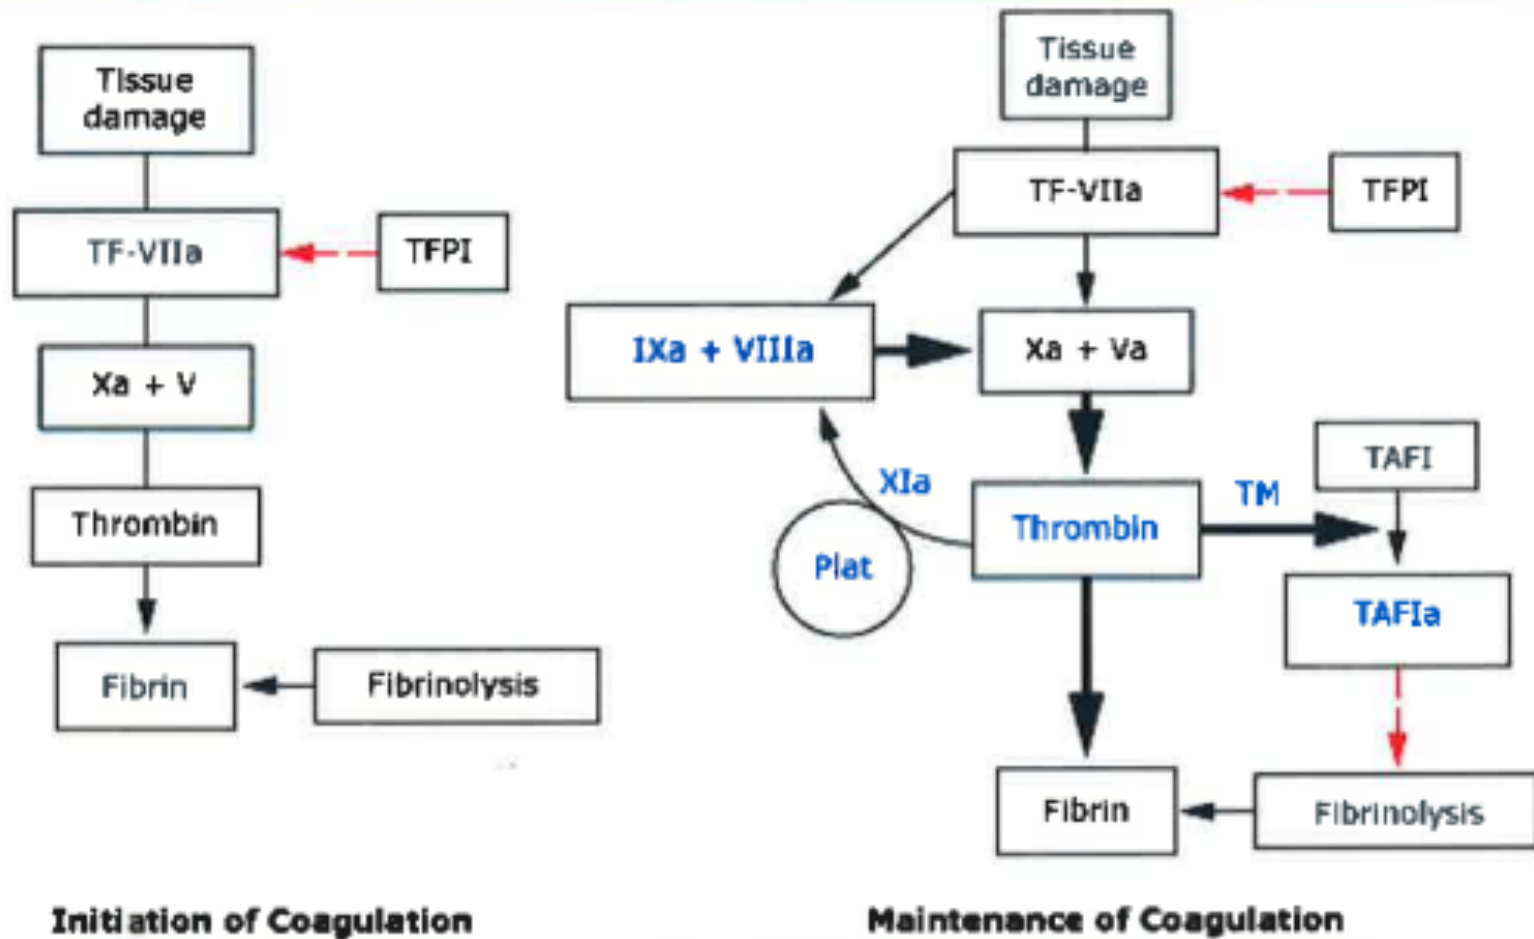 Tissue
damage
TF-VIIa
TFPI
Xa + V
Thrombin
Fibrin
Fibrinolysis
Initiation of Coagulation
Tissue
damage
TF-VIIa
TFPI
IXa + VIIIa
Xa + Va
XIa
Plat
Thrombin
TM
TAFI
TAFIa
Fibrin
Fibrinolysis
Maintenance of Coagulation